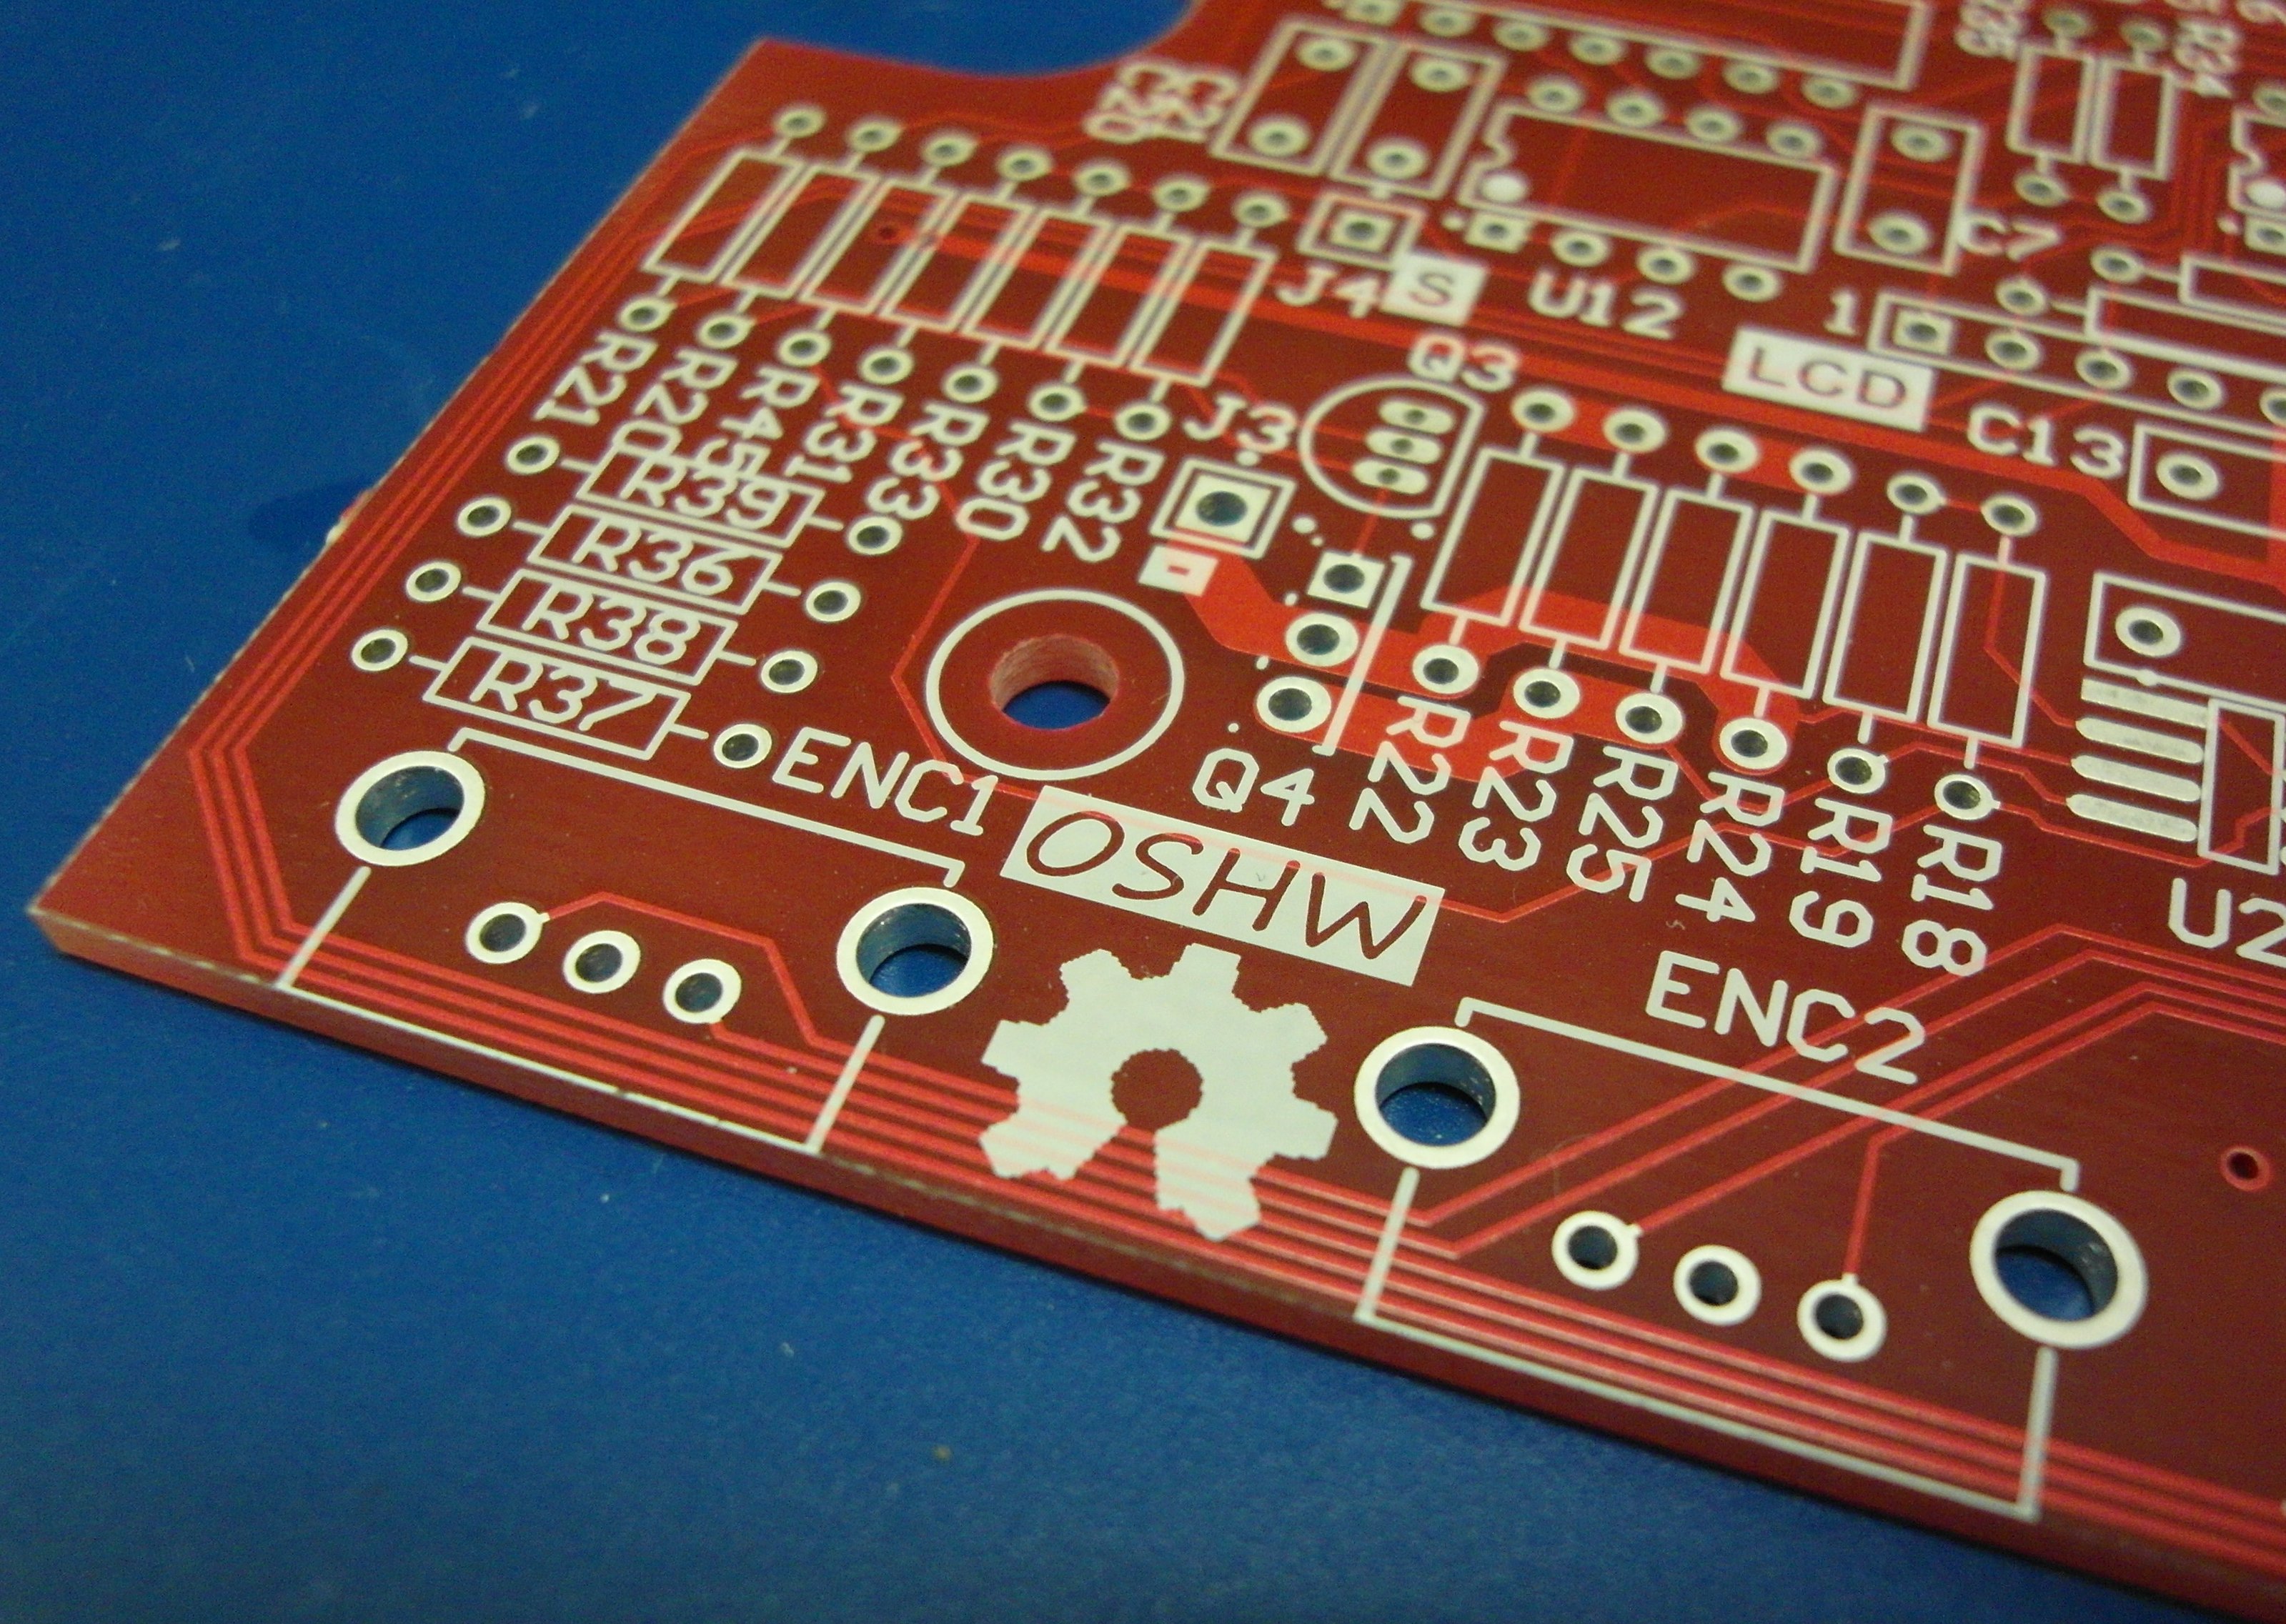 C7
J4
S
U12
1
LCD
Q3
C13
J3
R21
R20
R45
R31
R33
R30
R32
-
R39
R36
R38
R37
ENC1
Q4
R22
R23
R25
R24
R19
R18
U2
OSHW
ENC2